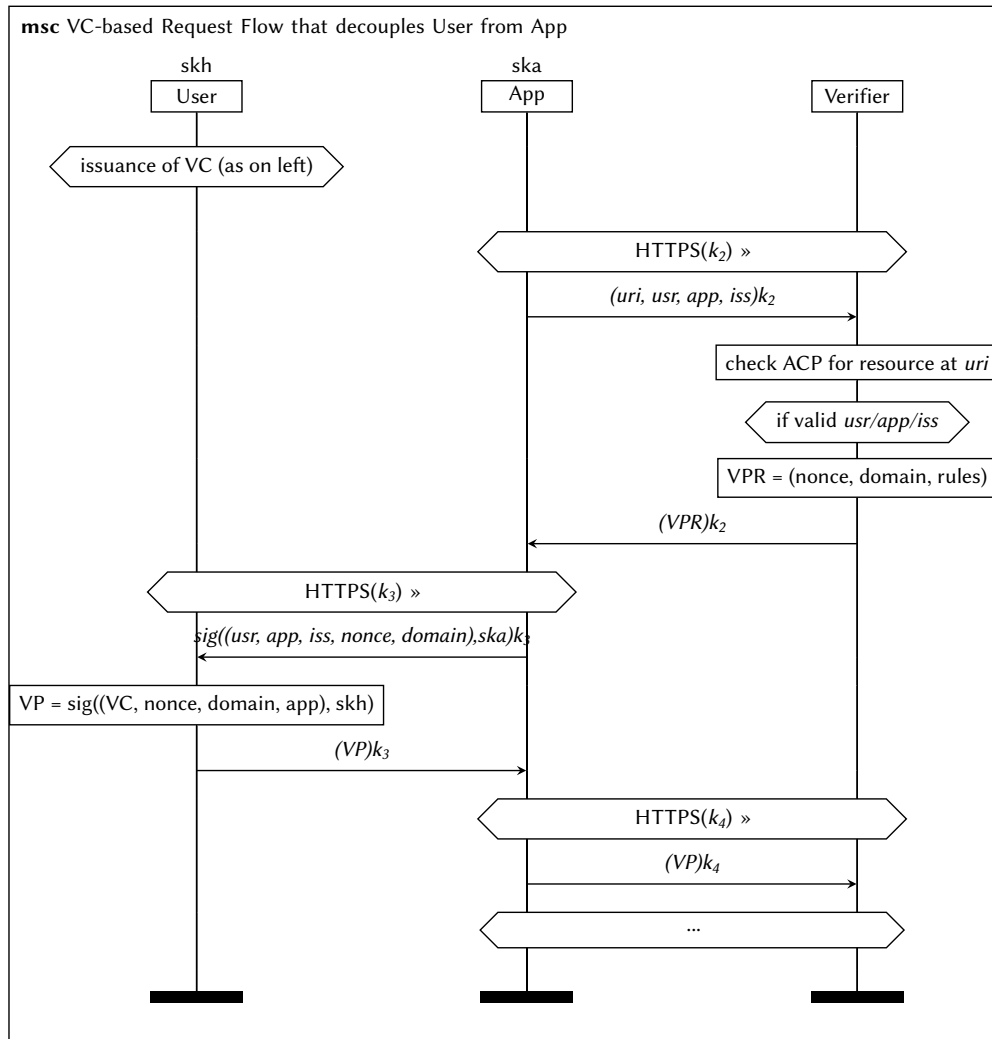 msc VC-based Request Flow that decouples User from App
skh ska
User App Verifier
issuance of VC (as on left)
HTTPS(k₂) »
(uri, usr, app, iss)k₂
check ACP for resource at uri
if valid usr/app/iss
VPR = (nonce, domain, rules)
(VPR)k₂
HTTPS(k₃) »
sig((usr, app, iss, nonce, domain),ska)k₃
VP = sig((VC, nonce, domain, app), skh)
(VP)k₃
HTTPS(k₄) »
(VP)k₄
...